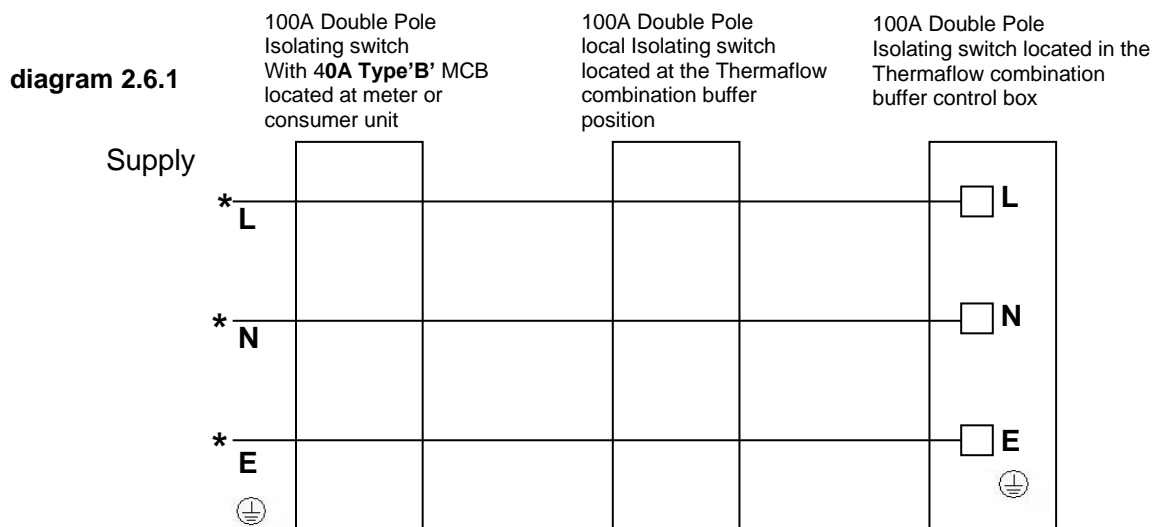 diagram 2.6.1
100A Double Pole
Isolating switch
With 40A Type'B' MCB
located at meter or
consumer unit
100A Double Pole
local Isolating switch
located at the Thermaflow
combination buffer
position
100A Double Pole
Isolating switch located in the
Thermaflow combination
buffer control box
Supply
* L
L
* N
N
* E
E